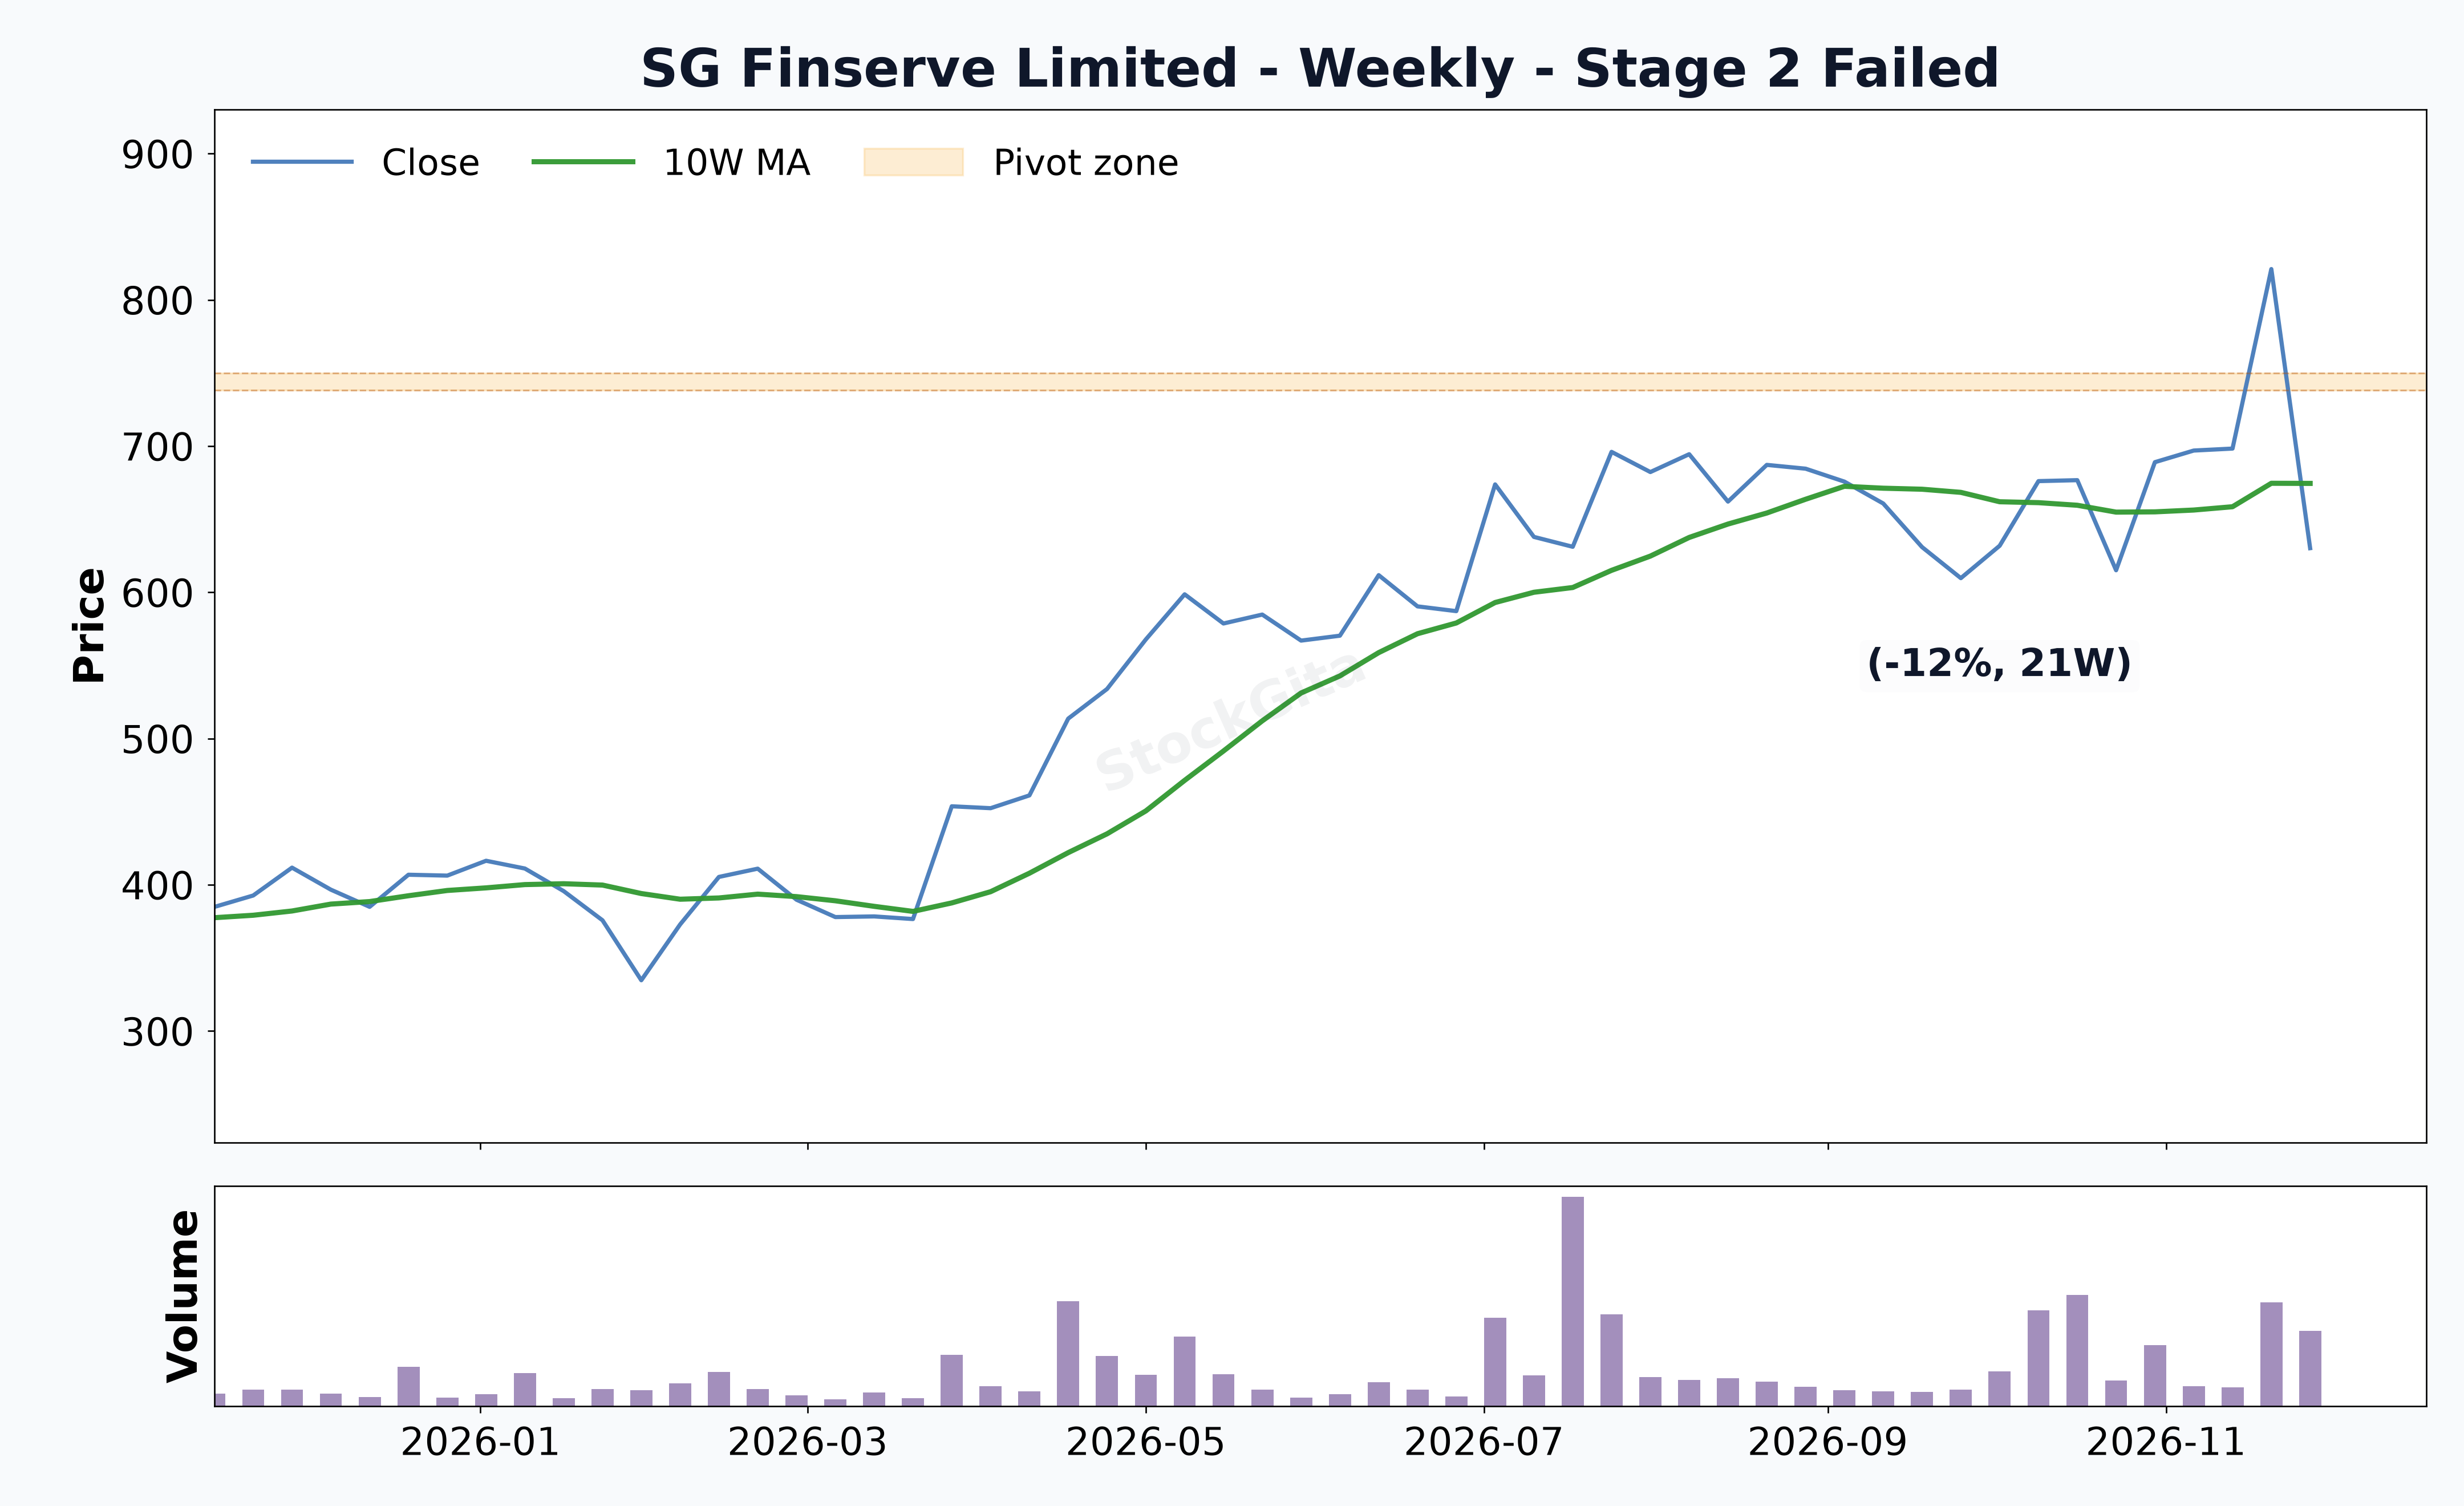 SG Finserve Limited - Weekly - Stage 2 Failed
Close
10W MA
Pivot zone
900
800
700
600
500
400
300
Price
(-12%, 21W)
StockGita
Volume
2026-01
2026-03
2026-05
2026-07
2026-09
2026-11